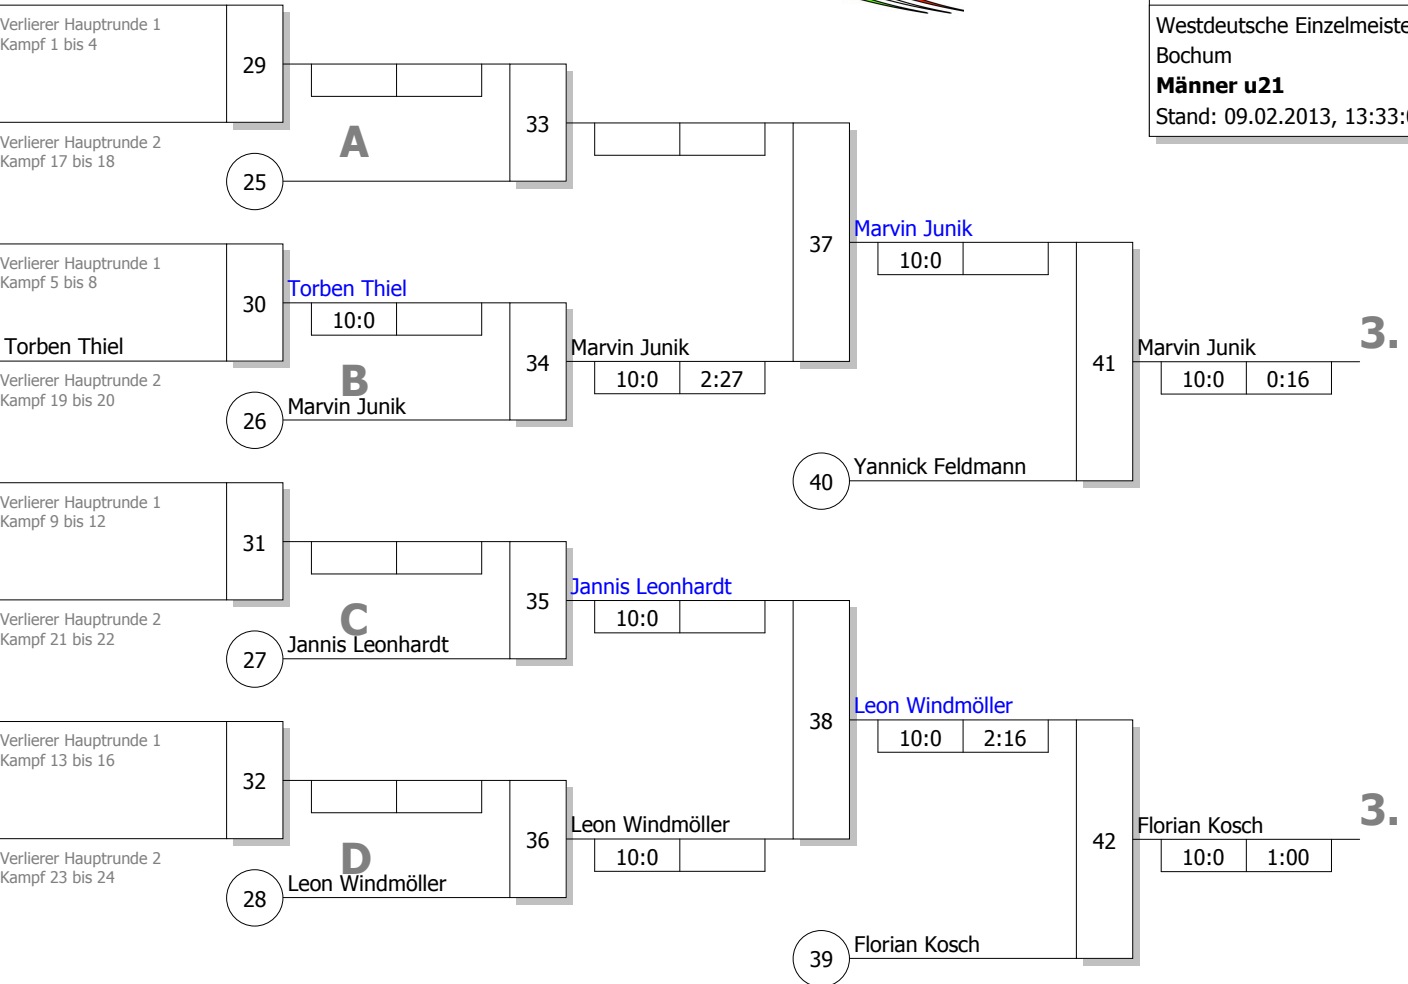 Westdeutsche Einzelmeiste
Bochum
Männer u21
Stand: 09.02.2013, 13:33:0
Verlierer Hauptrunde 1
Kampf 1 bis 4
29
33
A
Verlierer Hauptrunde 2
Kampf 17 bis 18
25
37
Marvin Junik
10:0
Verlierer Hauptrunde 1
Kampf 5 bis 8
30
Torben Thiel
10:0
Torben Thiel
34
Marvin Junik
10:0 2:27
41
Marvin Junik
10:0 0:16
3.
Verlierer Hauptrunde 2
Kampf 19 bis 20
B
26
Marvin Junik
40
Yannick Feldmann
Verlierer Hauptrunde 1
Kampf 9 bis 12
31
35
Jannis Leonhardt
10:0
Verlierer Hauptrunde 2
Kampf 21 bis 22
C
27
Jannis Leonhardt
38
Leon Windmöller
10:0 2:16
Verlierer Hauptrunde 1
Kampf 13 bis 16
32
36
Leon Windmöller
10:0
42
Florian Kosch
10:0 1:00
3.
Verlierer Hauptrunde 2
Kampf 23 bis 24
D
28
Leon Windmöller
39
Florian Kosch